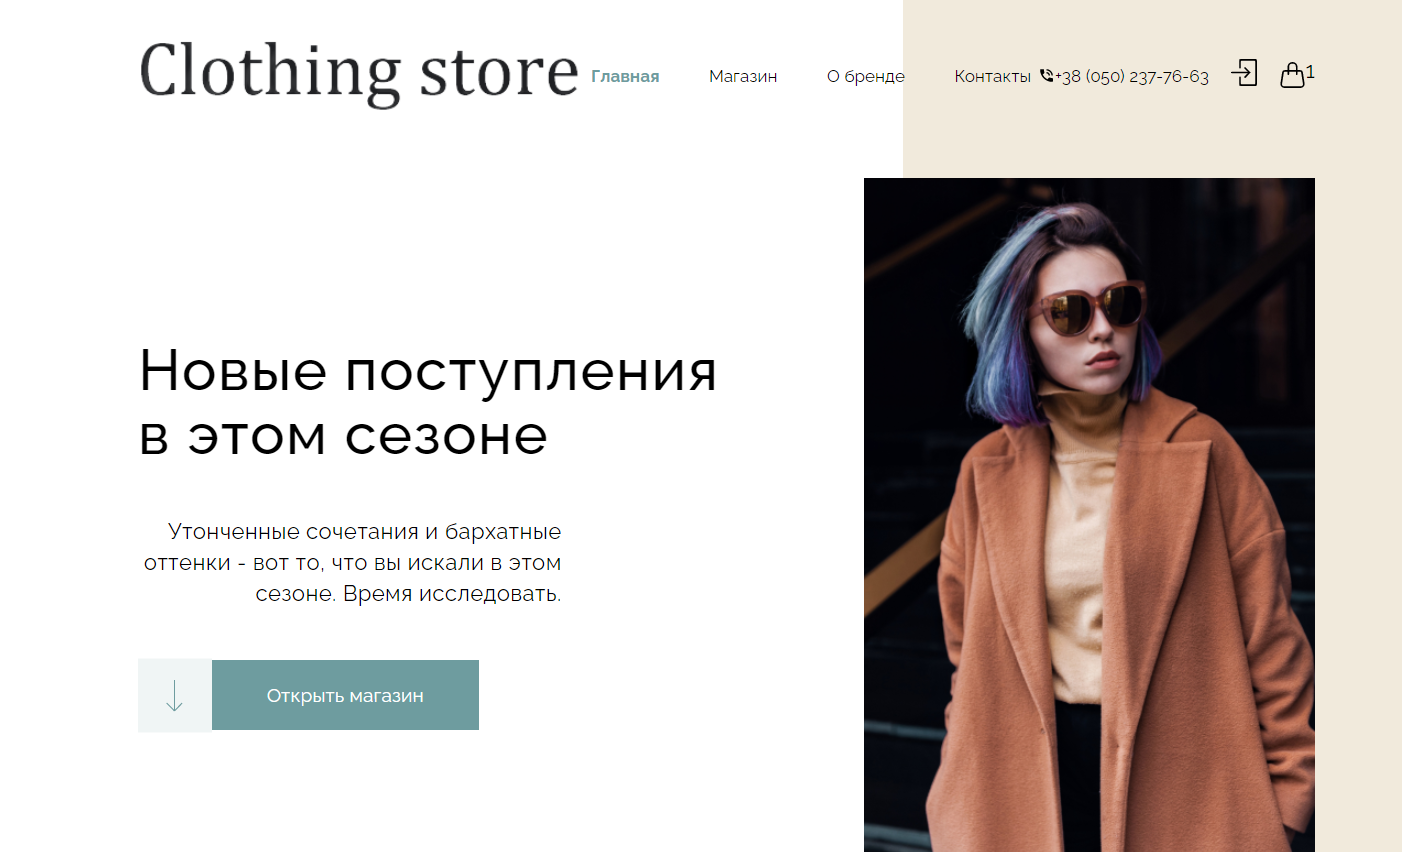 Clothing store
Главная Магазин О бренде Контакты +38 (050) 237-76-63 1
Новые поступления
в этом сезоне
Утонченные сочетания и бархатные
оттенки - вот то, что вы искали в этом
сезоне. Время исследовать.
Открыть магазин